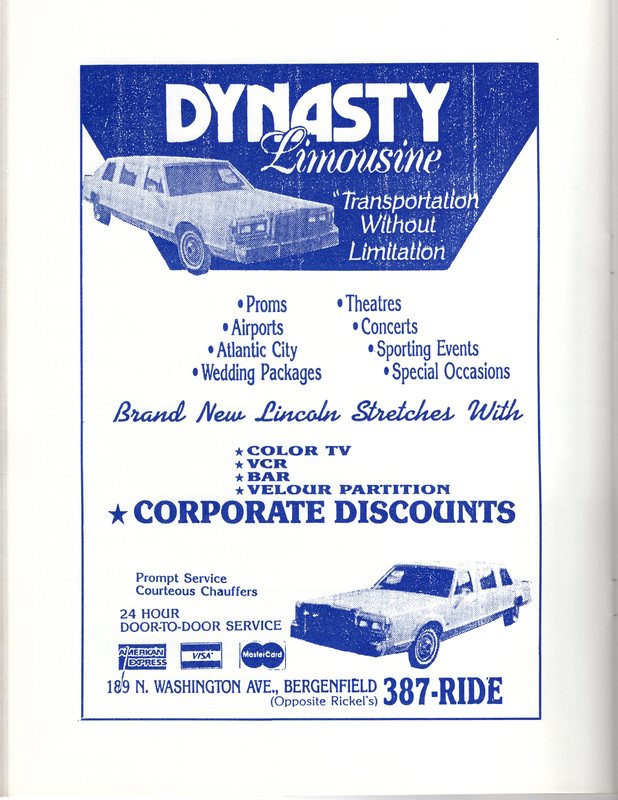 DYNASTY
Limousine
"Transportation
Without
Limitation
• Proms
• Airports
• Atlantic City
• Wedding Packages
• Theatres
• Concerts
• Sporting Events
• Special Occasions
Brand New Lincoln Stretches With
★ COLOR TV
★ VCR
★ BAR
★ VELOUR PARTITION
★ CORPORATE DISCOUNTS
Prompt Service
Courteous Chauffers
24 HOUR
DOOR-TO-DOOR SERVICE
AMERICAN EXPRESS
VISA
MasterCard
189 N. WASHINGTON AVE., BERGENFIELD
(Opposite Rickel's)
387-RIDE